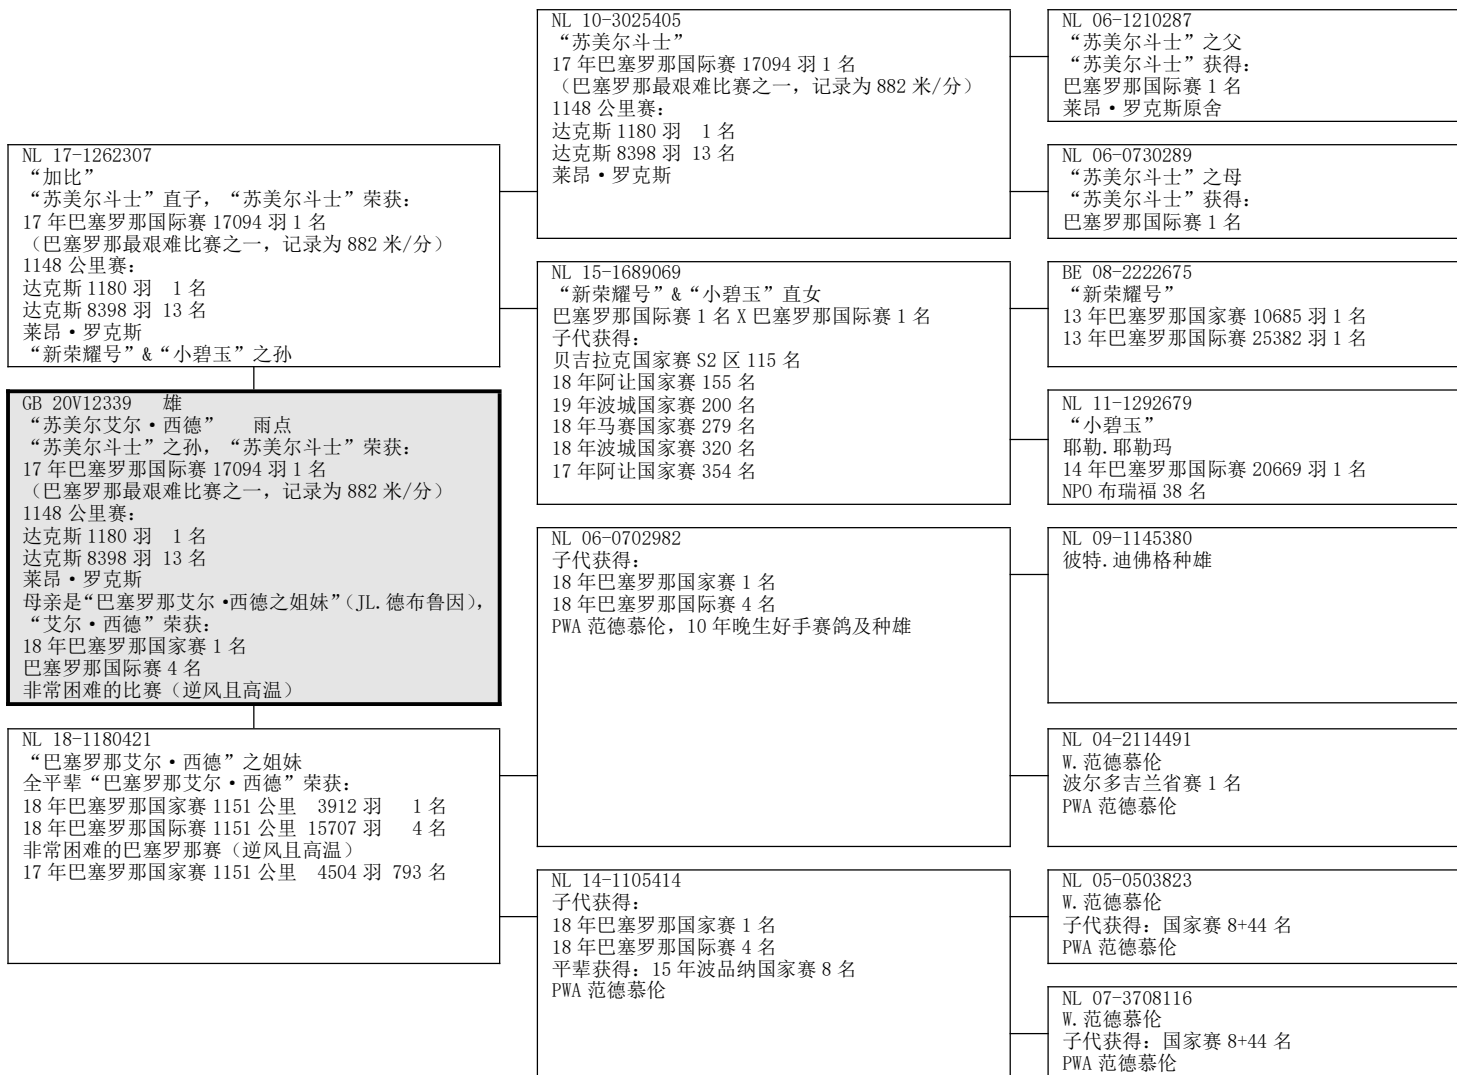 NL 17-1262307
“加比”
“苏美尔斗士”直子，“苏美尔斗士”荣获：
17 年巴塞罗那国际赛 17094 羽 1 名
（巴塞罗那最艰难比赛之一，记录为 882 米/分）
1148 公里赛：
达克斯 1180 羽 1 名
达克斯 8398 羽 13 名
莱昂·罗克斯
“新荣耀号”&“小碧玉”之孙
GB 20V12339 雄
“苏美尔艾尔·西德” 雨点
“苏美尔斗士”之孙，“苏美尔斗士”荣获：
17 年巴塞罗那国际赛 17094 羽 1 名
（巴塞罗那最艰难比赛之一，记录为 882 米/分）
1148 公里赛：
达克斯 1180 羽 1 名
达克斯 8398 羽 13 名
莱昂·罗克斯
母亲是“巴塞罗那艾尔·西德之姐妹”(JL.德布鲁因)，
“艾尔·西德”荣获：
18 年巴塞罗那国家赛 1 名
巴塞罗那国际赛 4 名
非常困难的比赛（逆风且高温）
NL 18-1180421
“巴塞罗那艾尔·西德”之姐妹
全平辈“巴塞罗那艾尔·西德”荣获：
18 年巴塞罗那国家赛 1151 公里 3912 羽 1 名
18 年巴塞罗那国际赛 1151 公里 15707 羽 4 名
非常困难的巴塞罗那赛（逆风且高温）
17 年巴塞罗那国家赛 1151 公里 4504 羽 793 名
NL 10-3025405
“苏美尔斗士”
17 年巴塞罗那国际赛 17094 羽 1 名
（巴塞罗那最艰难比赛之一，记录为 882 米/分）
1148 公里赛：
达克斯 1180 羽 1 名
达克斯 8398 羽 13 名
莱昂·罗克斯
NL 15-1689069
“新荣耀号”&“小碧玉”直女
巴塞罗那国际赛 1 名 X 巴塞罗那国际赛 1 名
子代获得：
贝吉拉克国家赛 S2 区 115 名
18 年阿让国家赛 155 名
19 年波城国家赛 200 名
18 年马赛国家赛 279 名
18 年波城国家赛 320 名
17 年阿让国家赛 354 名
NL 06-0702982
子代获得：
18 年巴塞罗那国家赛 1 名
18 年巴塞罗那国际赛 4 名
PWA 范德慕伦，10 年晚生好手赛鸽及种雄
NL 14-1105414
子代获得：
18 年巴塞罗那国家赛 1 名
18 年巴塞罗那国际赛 4 名
平辈获得：15 年波品纳国家赛 8 名
PWA 范德慕伦
NL 06-1210287
“苏美尔斗士”之父
“苏美尔斗士”获得：
巴塞罗那国际赛 1 名
莱昂·罗克斯原舍
NL 06-0730289
“苏美尔斗士”之母
“苏美尔斗士”获得：
巴塞罗那国际赛 1 名
BE 08-2222675
“新荣耀号”
13 年巴塞罗那国家赛 10685 羽 1 名
13 年巴塞罗那国际赛 25382 羽 1 名
NL 11-1292679
“小碧玉”
耶勒.耶勒玛
14 年巴塞罗那国际赛 20669 羽 1 名
NPO 布瑞福 38 名
NL 09-1145380
彼特.迪佛格种雄
NL 04-2114491
W.范德慕伦
波尔多吉兰省赛 1 名
PWA 范德慕伦
NL 05-0503823
W.范德慕伦
子代获得：国家赛 8+44 名
PWA 范德慕伦
NL 07-3708116
W.范德慕伦
子代获得：国家赛 8+44 名
PWA 范德慕伦